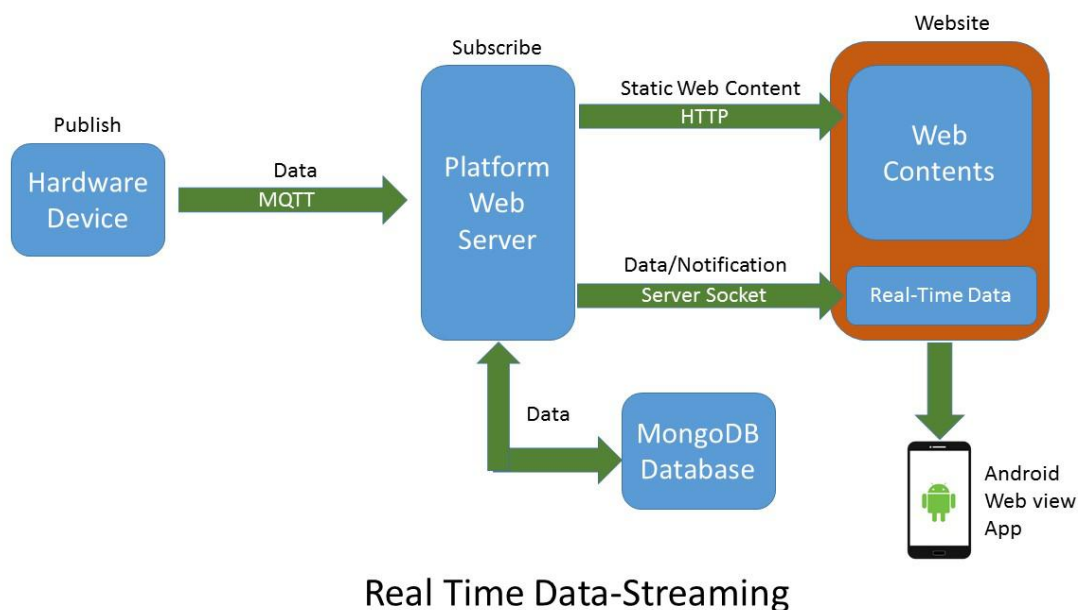 Publish
Hardware
Device
Data
MQTT
Subscribe
Platform
Web
Server
Static Web Content
HTTP
Data/Notification
Server Socket
Website
Web
Contents
Real-Time Data
Data
MongoDB
Database
Android
Web view
App
Real Time Data-Streaming